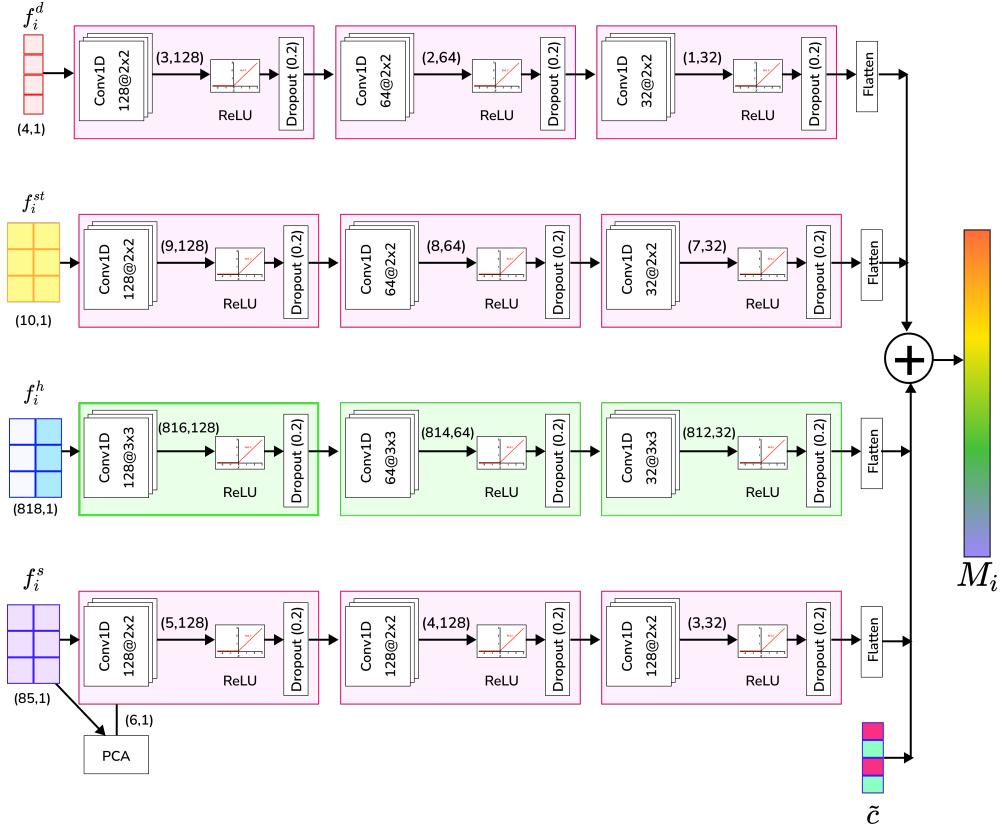 f_i^d
(4,1)
Conv1D
128@2x2
(3,128)
ReLU
Dropout (0.2)
Conv1D
64@2x2
(2,64)
ReLU
Dropout (0.2)
Conv1D
32@2x2
(1,32)
ReLU
Dropout (0.2)
Flatten
f_i^{st}
(10,1)
Conv1D
128@2x2
(9,128)
ReLU
Dropout (0.2)
Conv1D
64@2x2
(8,64)
ReLU
Dropout (0.2)
Conv1D
32@2x2
(7,32)
ReLU
Dropout (0.2)
Flatten
f_i^h
(818,1)
Conv1D
128@3x3
(816,128)
ReLU
Dropout (0.2)
Conv1D
64@3x3
(814,64)
ReLU
Dropout (0.2)
Conv1D
32@3x3
(812,32)
ReLU
Dropout (0.2)
Flatten
+
M_i
f_i^s
(85,1)
Conv1D
128@2x2
(5,128)
ReLU
Dropout (0.2)
Conv1D
128@2x2
(4,128)
ReLU
Dropout (0.2)
Conv1D
128@2x2
(3,32)
ReLU
Dropout (0.2)
Flatten
(6,1)
PCA
c̃